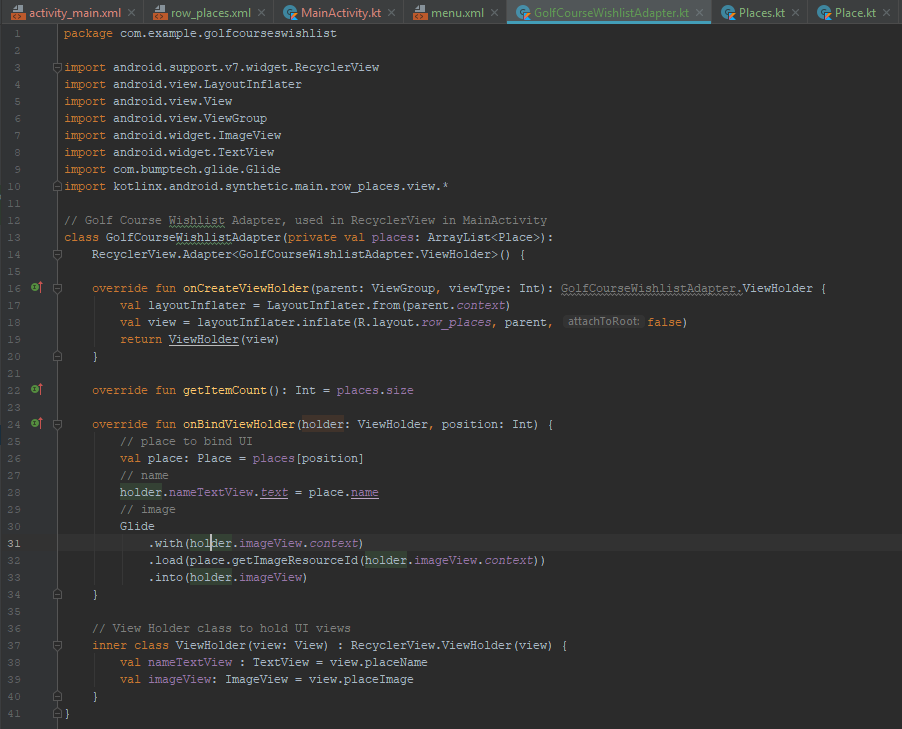 activity_main.xml row_places.xml MainActivity.kt menu.xml GolfCourseWishlistAdapter.kt Places.kt Place.kt
1 package com.example.golfcourseswishlist
2
3 import android.support.v7.widget.RecyclerView
4 import android.view.LayoutInflater
5 import android.view.View
6 import android.view.ViewGroup
7 import android.widget.ImageView
8 import android.widget.TextView
9 import com.bumptech.glide.Glide
10 import kotlinx.android.synthetic.main.row_places.view.*
11
12 // Golf Course Wishlist Adapter, used in RecyclerView in MainActivity
13 class GolfCourseWishlistAdapter(private val places: ArrayList<Place>):
14     RecyclerView.Adapter<GolfCourseWishlistAdapter.ViewHolder>() {
15
16     override fun onCreateViewHolder(parent: ViewGroup, viewType: Int): GolfCourseWishlistAdapter.ViewHolder {
17         val layoutInflater = LayoutInflater.from(parent.context)
18         val view = layoutInflater.inflate(R.layout.row_places, parent, attachToRoot: false)
19         return ViewHolder(view)
20     }
21
22     override fun getItemCount(): Int = places.size
23
24     override fun onBindViewHolder(holder: ViewHolder, position: Int) {
25         // place to bind UI
26         val place: Place = places[position]
27         // name
28         holder.nameTextView.text = place.name
29         // image
30         Glide
31             .with(holder.imageView.context)
32             .load(place.getImageResourceId(holder.imageView.context))
33             .into(holder.imageView)
34     }
35
36     // View Holder class to hold UI views
37     inner class ViewHolder(view: View) : RecyclerView.ViewHolder(view) {
38         val nameTextView : TextView = view.placeName
39         val imageView: ImageView = view.placeImage
40     }
41 }